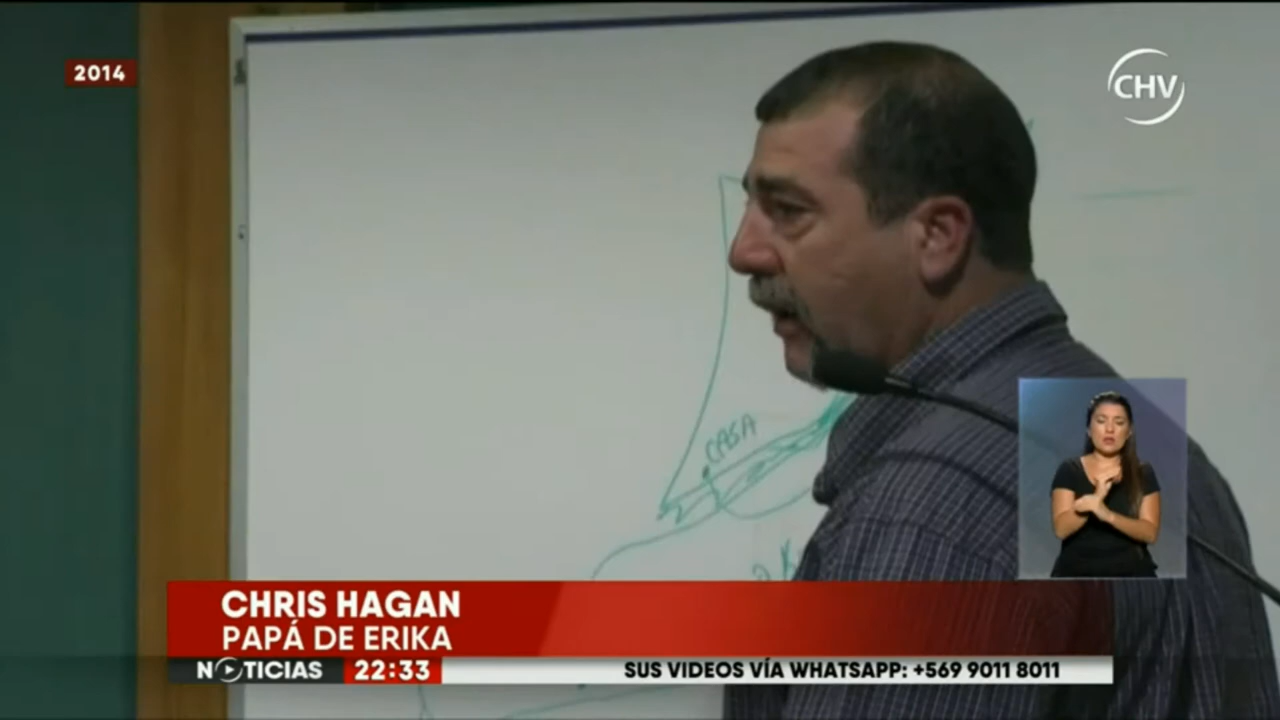 2014
CHV
CASA
CHRIS HAGAN
PAPÁ DE ERIKA
NOTICIAS 22:33 SUS VIDEOS VÍA WHATSAPP: +569 9011 8011